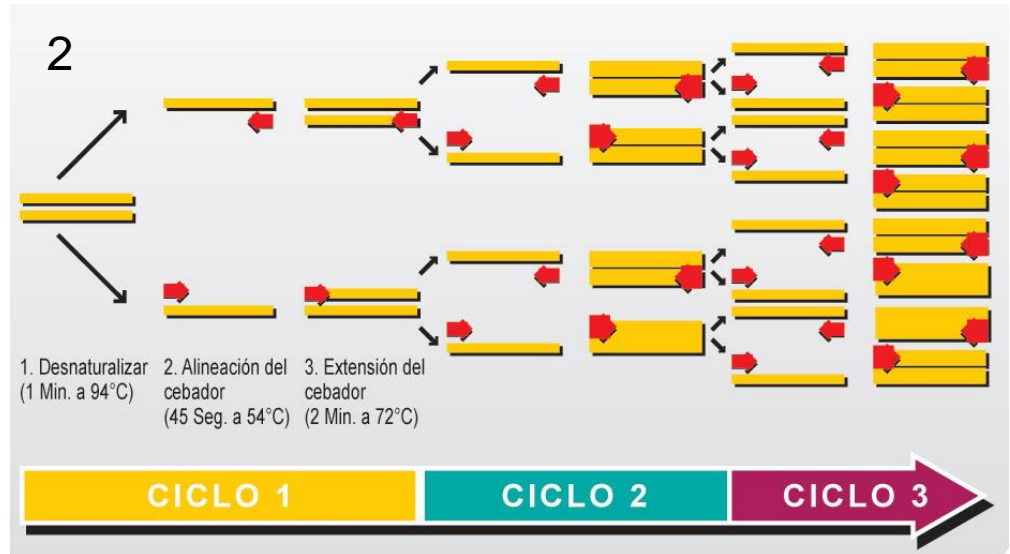 2
1. Desnaturalizar
(1 Min. a 94°C)
2. Alineación del
cebador
(45 Seg. a 54°C)
3. Extensión del
cebador
(2 Min. a 72°C)
CICLO 1
CICLO 2
CICLO 3